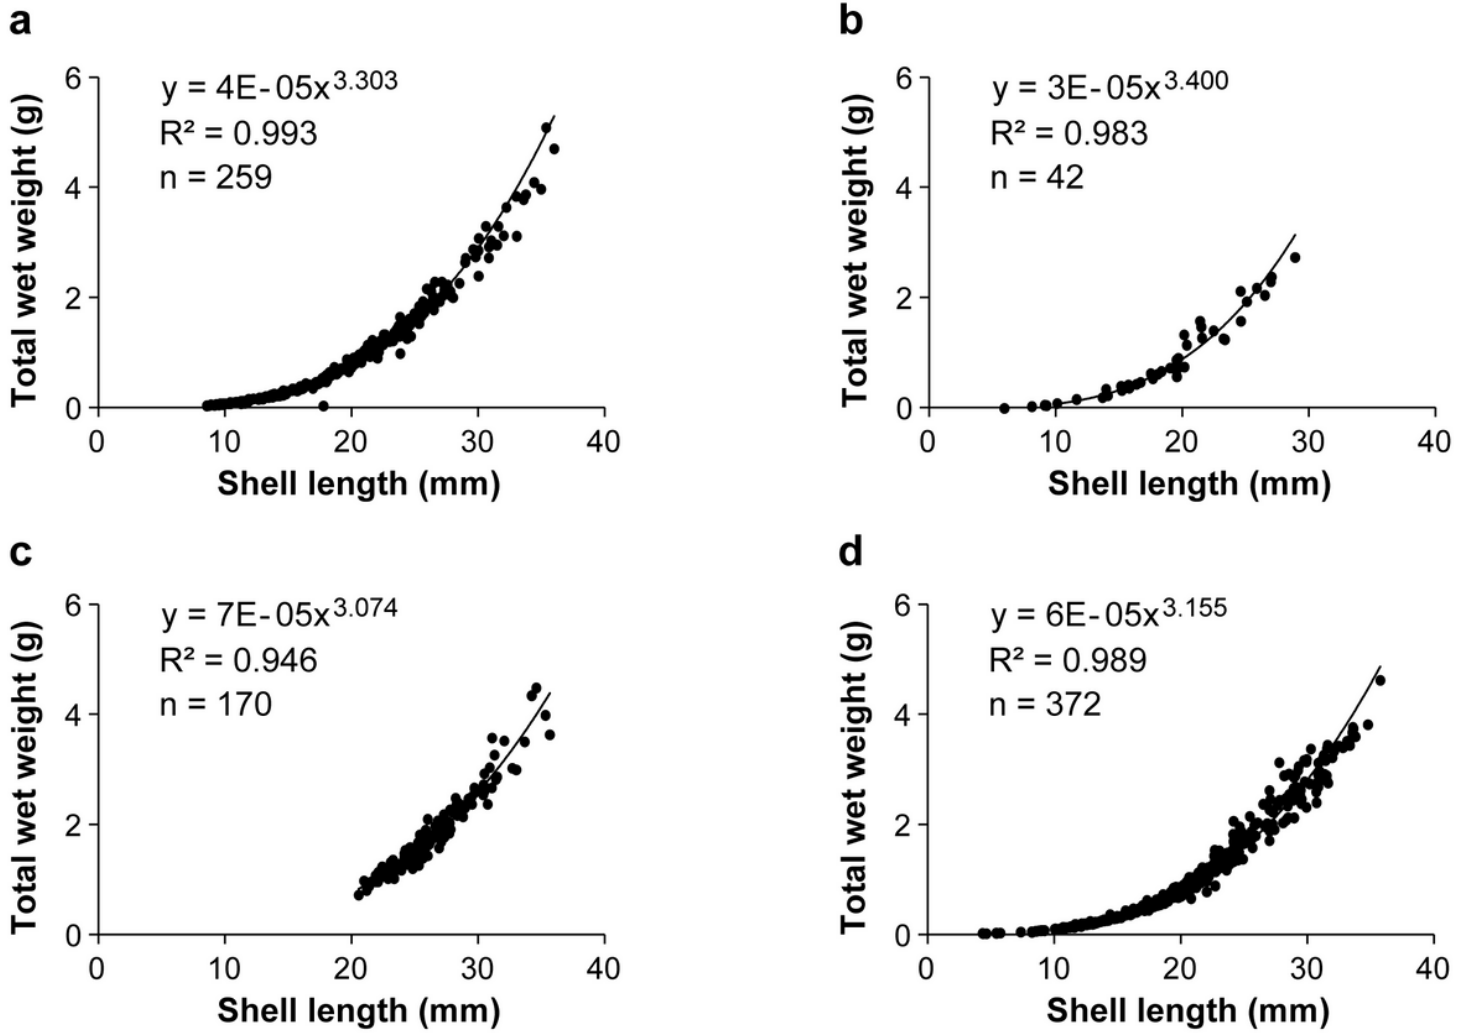 a
y = 4E-05x^3.303
R² = 0.993
n = 259
Total wet weight (g)
6
4
2
0
0 10 20 30 40
Shell length (mm)
b
y = 3E-05x^3.400
R² = 0.983
n = 42
Total wet weight (g)
6
4
2
0
0 10 20 30 40
Shell length (mm)
c
y = 7E-05x^3.074
R² = 0.946
n = 170
Total wet weight (g)
6
4
2
0
0 10 20 30 40
Shell length (mm)
d
y = 6E-05x^3.155
R² = 0.989
n = 372
Total wet weight (g)
6
4
2
0
0 10 20 30 40
Shell length (mm)